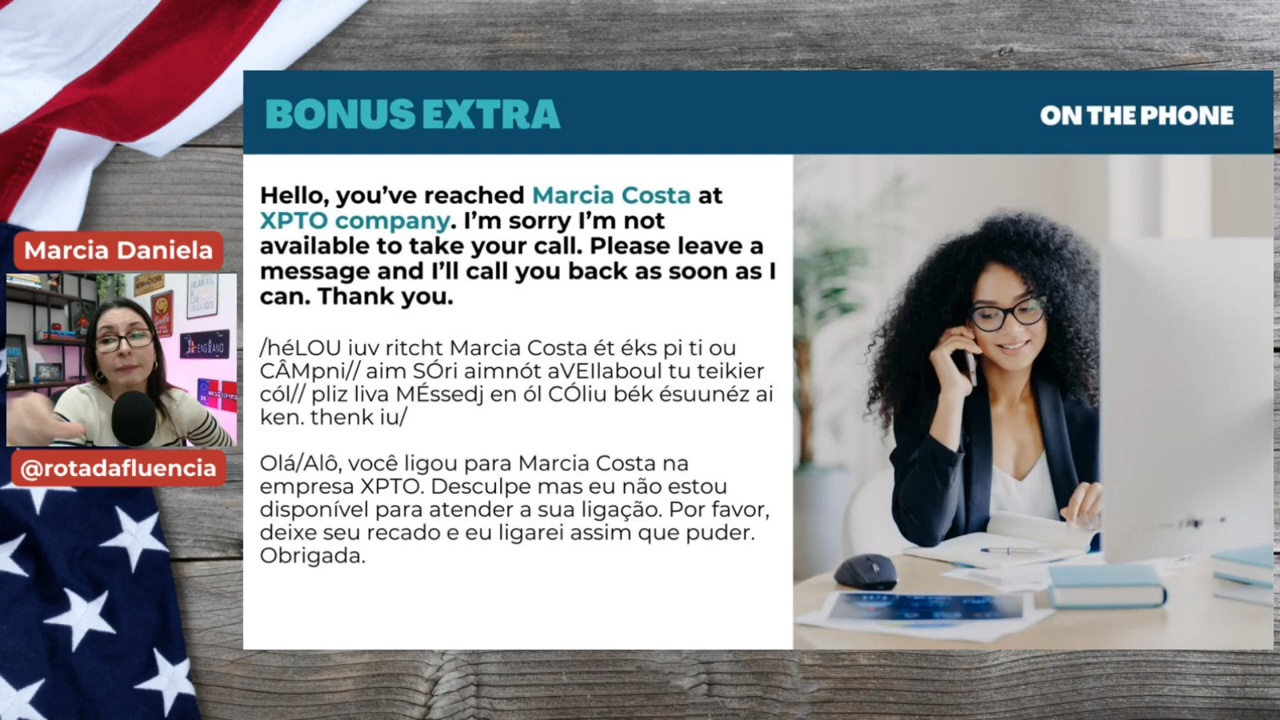 BONUS EXTRA
ON THE PHONE
Hello, you’ve reached Marcia Costa at
XPTO company. I’m sorry I’m not
available to take your call. Please leave a
message and I’ll call you back as soon as I
can. Thank you.
/héLOU iuv ritcht Marcia Costa ét éks pi ti ou
CÂMpni// aim SÓri aimnót aVEIlaboul tu teikier
cól// pliz liva MÉssedj en ól CÓliu bék ésuunéz ai
ken. thenk iu/
Olá/Alô, você ligou para Marcia Costa na
empresa XPTO. Desculpe mas eu não estou
disponível para atender a sua ligação. Por favor,
deixe seu recado e eu ligarei assim que puder.
Obrigada.
Marcia Daniela
ENGLAND
@rotadafluencia